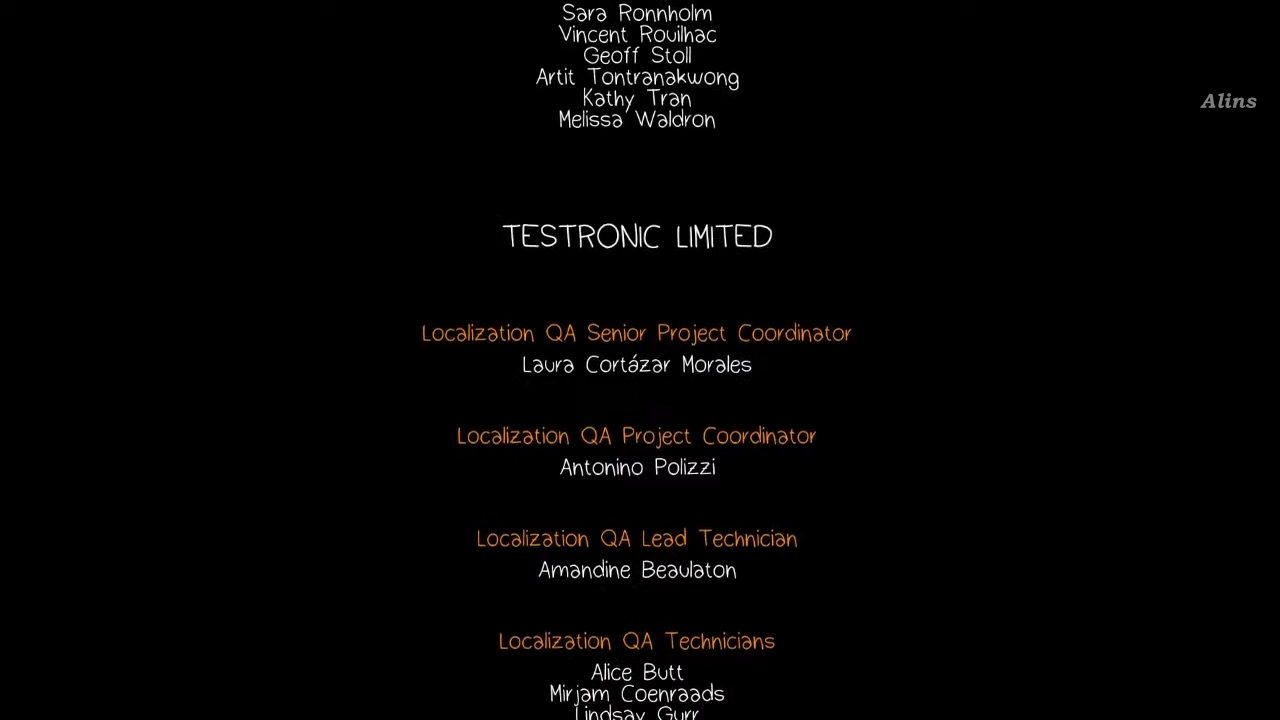 Sara Ronnholm
Vincent Rouilhac
Geoff Stoll
Artit Tontranakwong
Kathy Tran
Melissa Waldron
Alins
TESTRONIC LIMITED
Localization QA Senior Project Coordinator
Laura Cortázar Morales
Localization QA Project Coordinator
Antonino Polizzi
Localization QA Lead Technician
Amandine Beaulaton
Localization QA Technicians
Alice Butt
Mirjam Coenraads
Lindsay Gurr